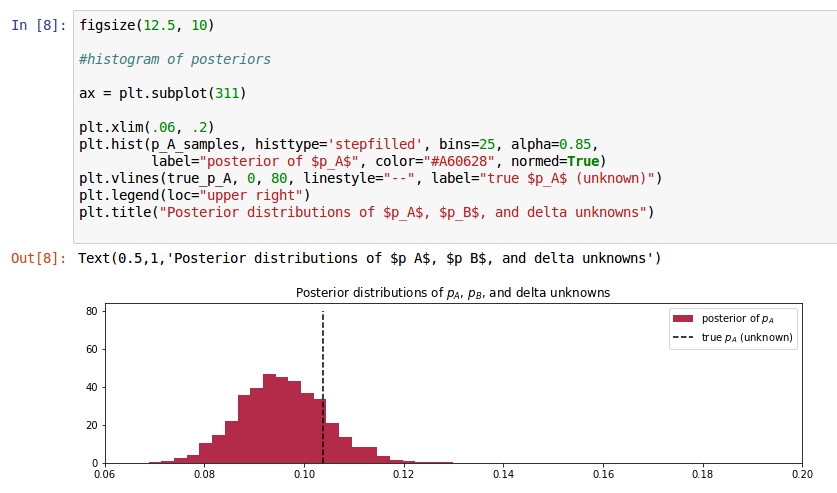 In [8]: figsize(12.5, 10)
#histogram of posteriors
ax = plt.subplot(311)
plt.xlim(.06, .2)
plt.hist(p_A_samples, histtype='stepfilled', bins=25, alpha=0.85,
label="posterior of $p_A$", color="#A60628", normed=True)
plt.vlines(true_p_A, 0, 80, linestyle="--", label="true $p_A$ (unknown)")
plt.legend(loc="upper right")
plt.title("Posterior distributions of $p_A$, $p_B$, and delta unknowns")
Out[8]: Text(0.5,1,'Posterior distributions of $p A$, $p B$, and delta unknowns')
Posterior distributions of pA, pB, and delta unknowns
80
60
40
20
0
posterior of pA
true pA (unknown)
0.06 0.08 0.10 0.12 0.14 0.16 0.18 0.20